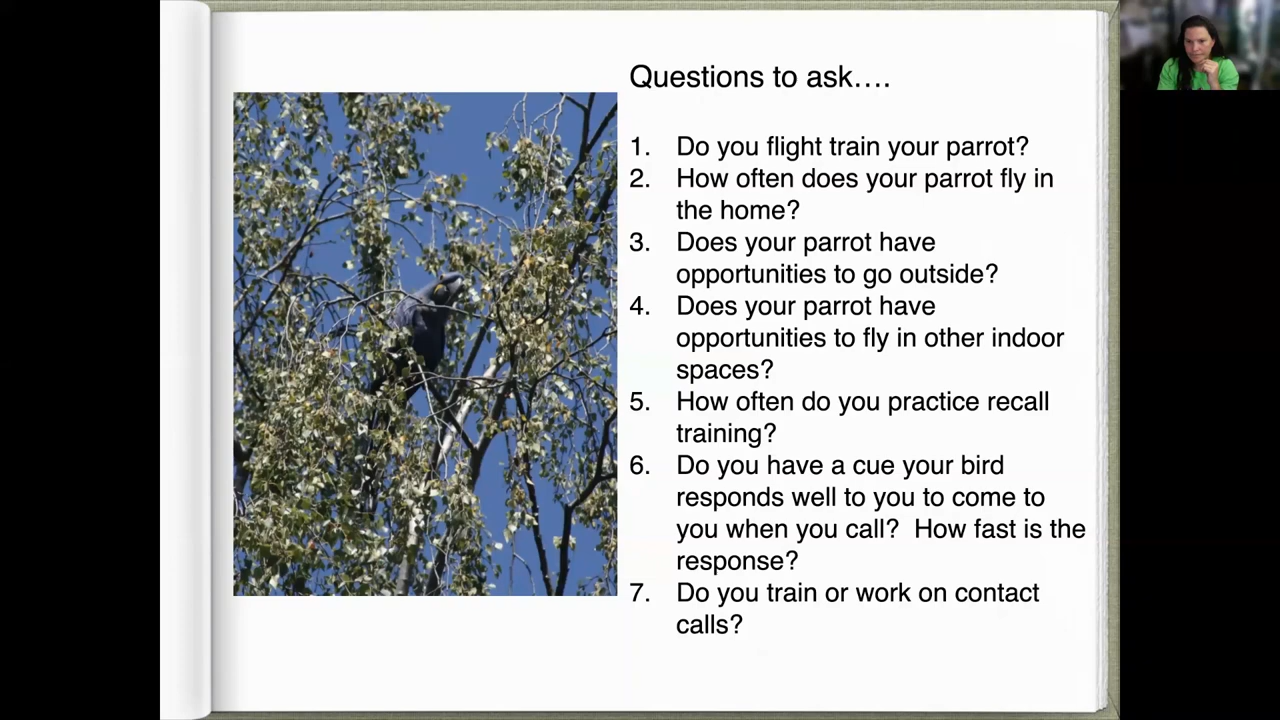 Questions to ask….
1. Do you flight train your parrot?
2. How often does your parrot fly in
the home?
3. Does your parrot have
opportunities to go outside?
4. Does your parrot have
opportunities to fly in other indoor
spaces?
5. How often do you practice recall
training?
6. Do you have a cue your bird
responds well to you to come to
you when you call?  How fast is the
response?
7. Do you train or work on contact
calls?